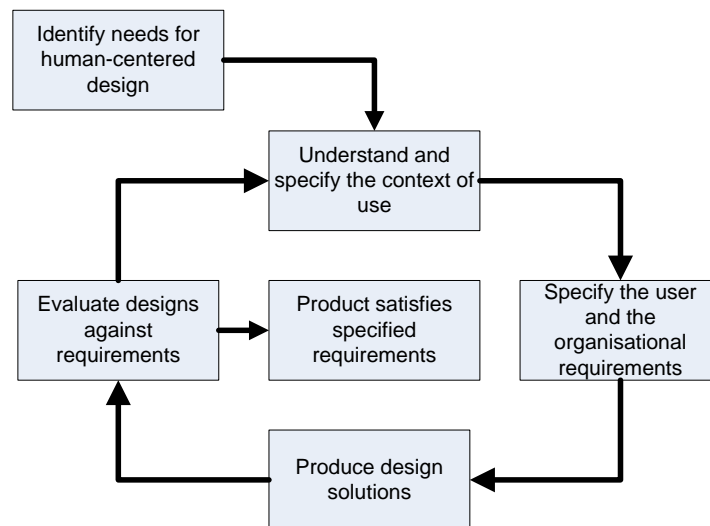 Identify needs for
human-centered
design
Understand and
specify the context of
use
Evaluate designs
against
requirements
Product satisfies
specified
requirements
Specify the user
and the
organisational
requirements
Produce design
solutions